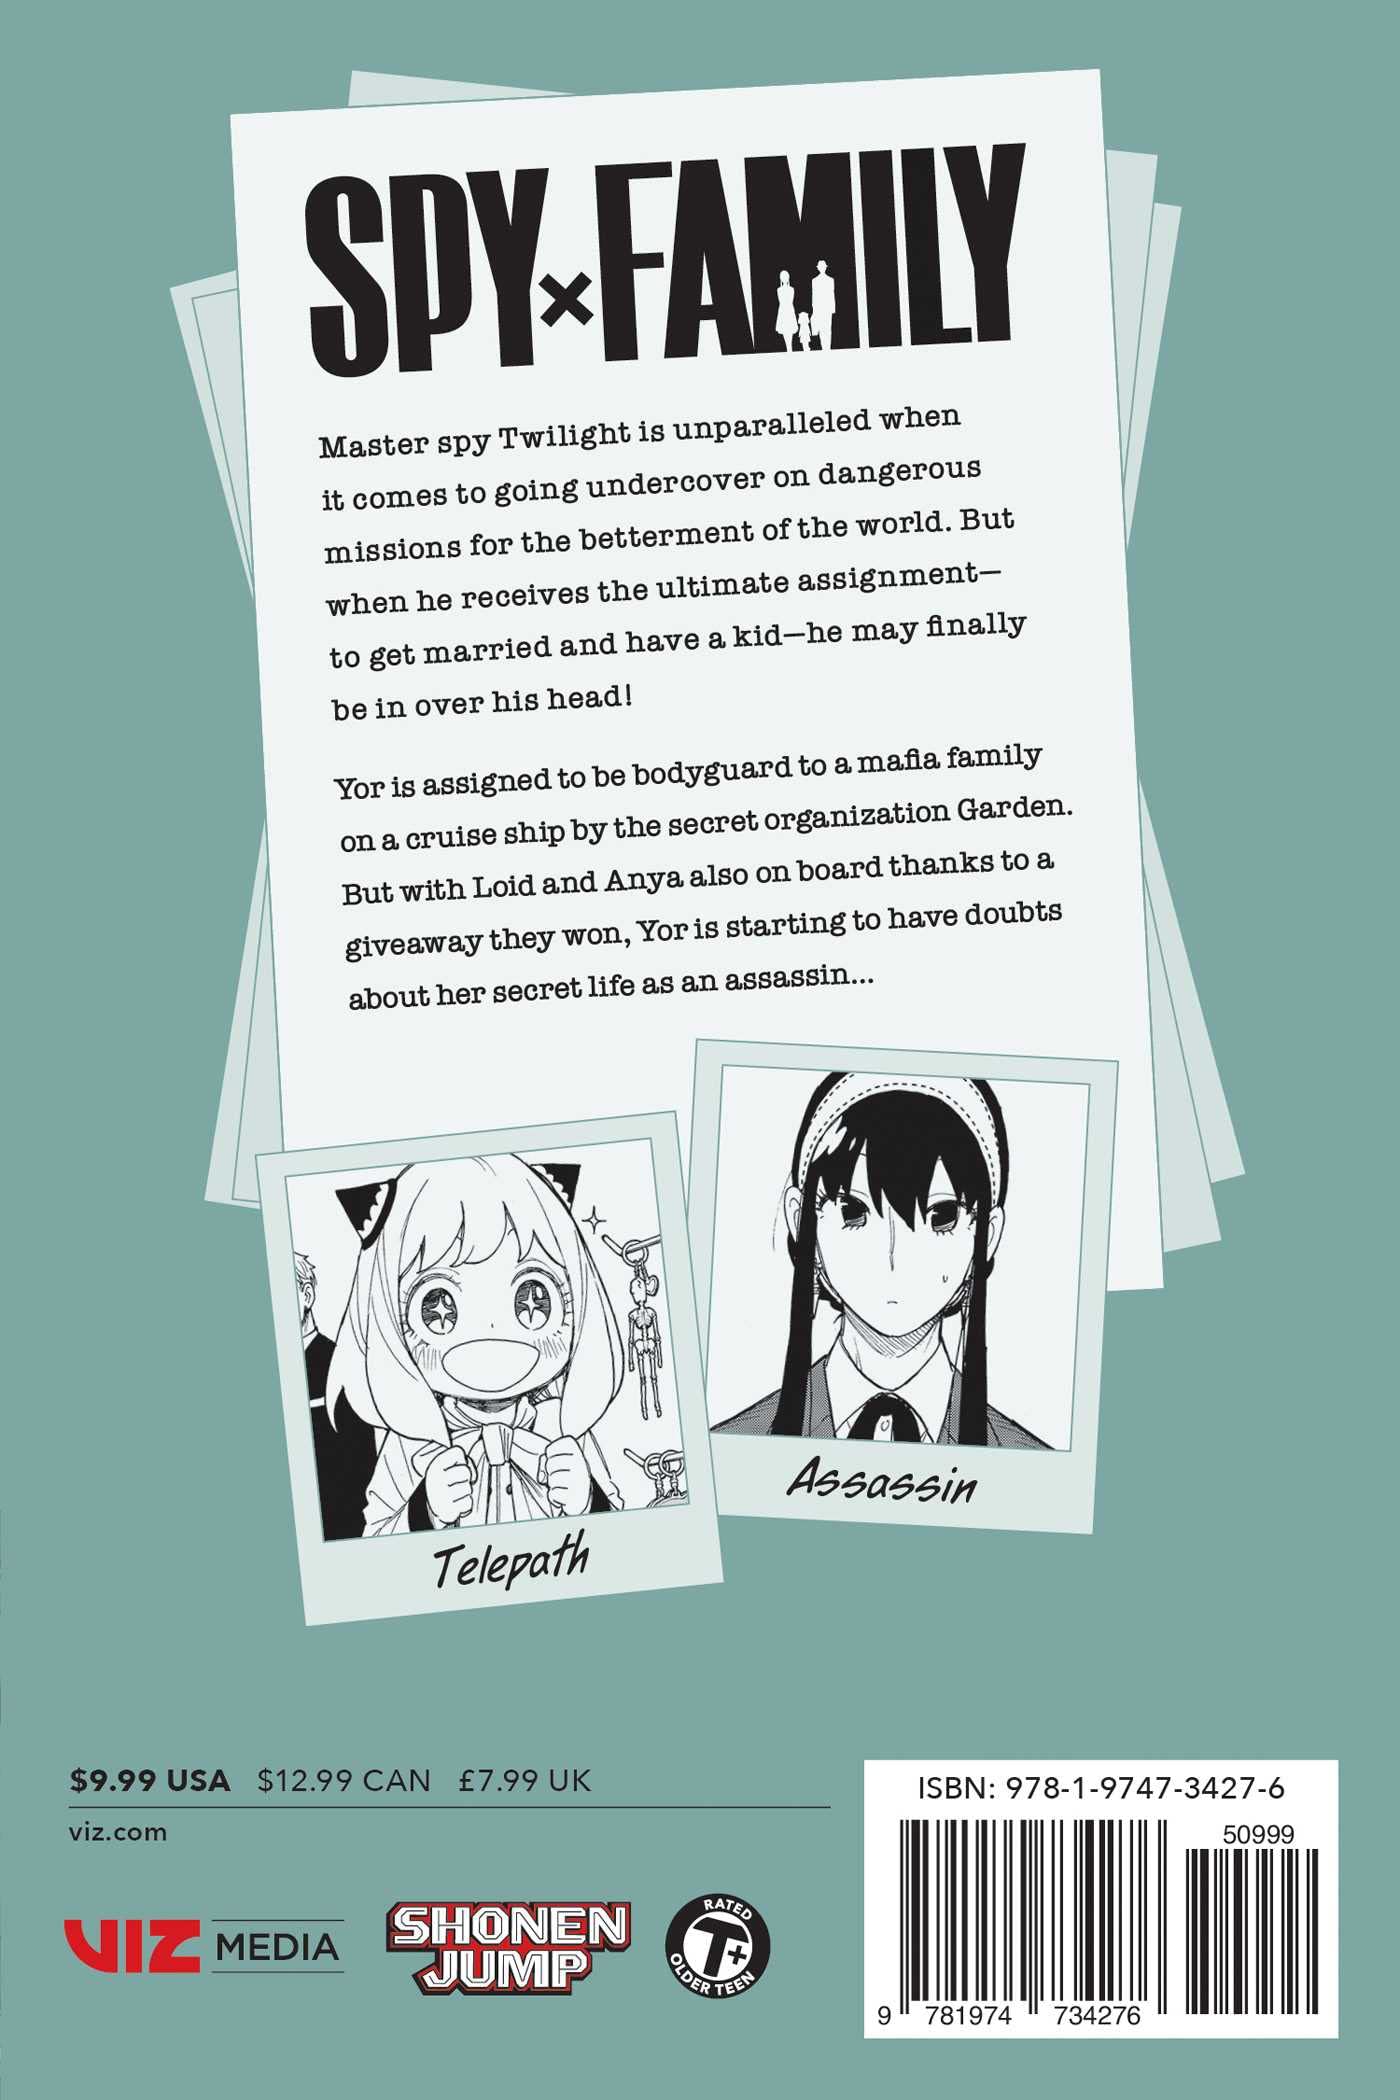 SPY×FAMILY
Master spy Twilight is unparalleled when
it comes to going undercover on dangerous
missions for the betterment of the world. But
when he receives the ultimate assignment—
to get married and have a kid—he may finally
be in over his head!
Yor is assigned to be bodyguard to a mafia family
on a cruise ship by the secret organization Garden.
But with Loid and Anya also on board thanks to a
giveaway they won, Yor is starting to have doubts
about her secret life as an assassin...
Assassin
Telepath
$9.99 USA $12.99 CAN £7.99 UK
viz.com
VIZ MEDIA
SHONEN
JUMP
RATED
T+
OLDER TEEN
ISBN: 978-1-9747-3427-6
50999
9 781974 734276